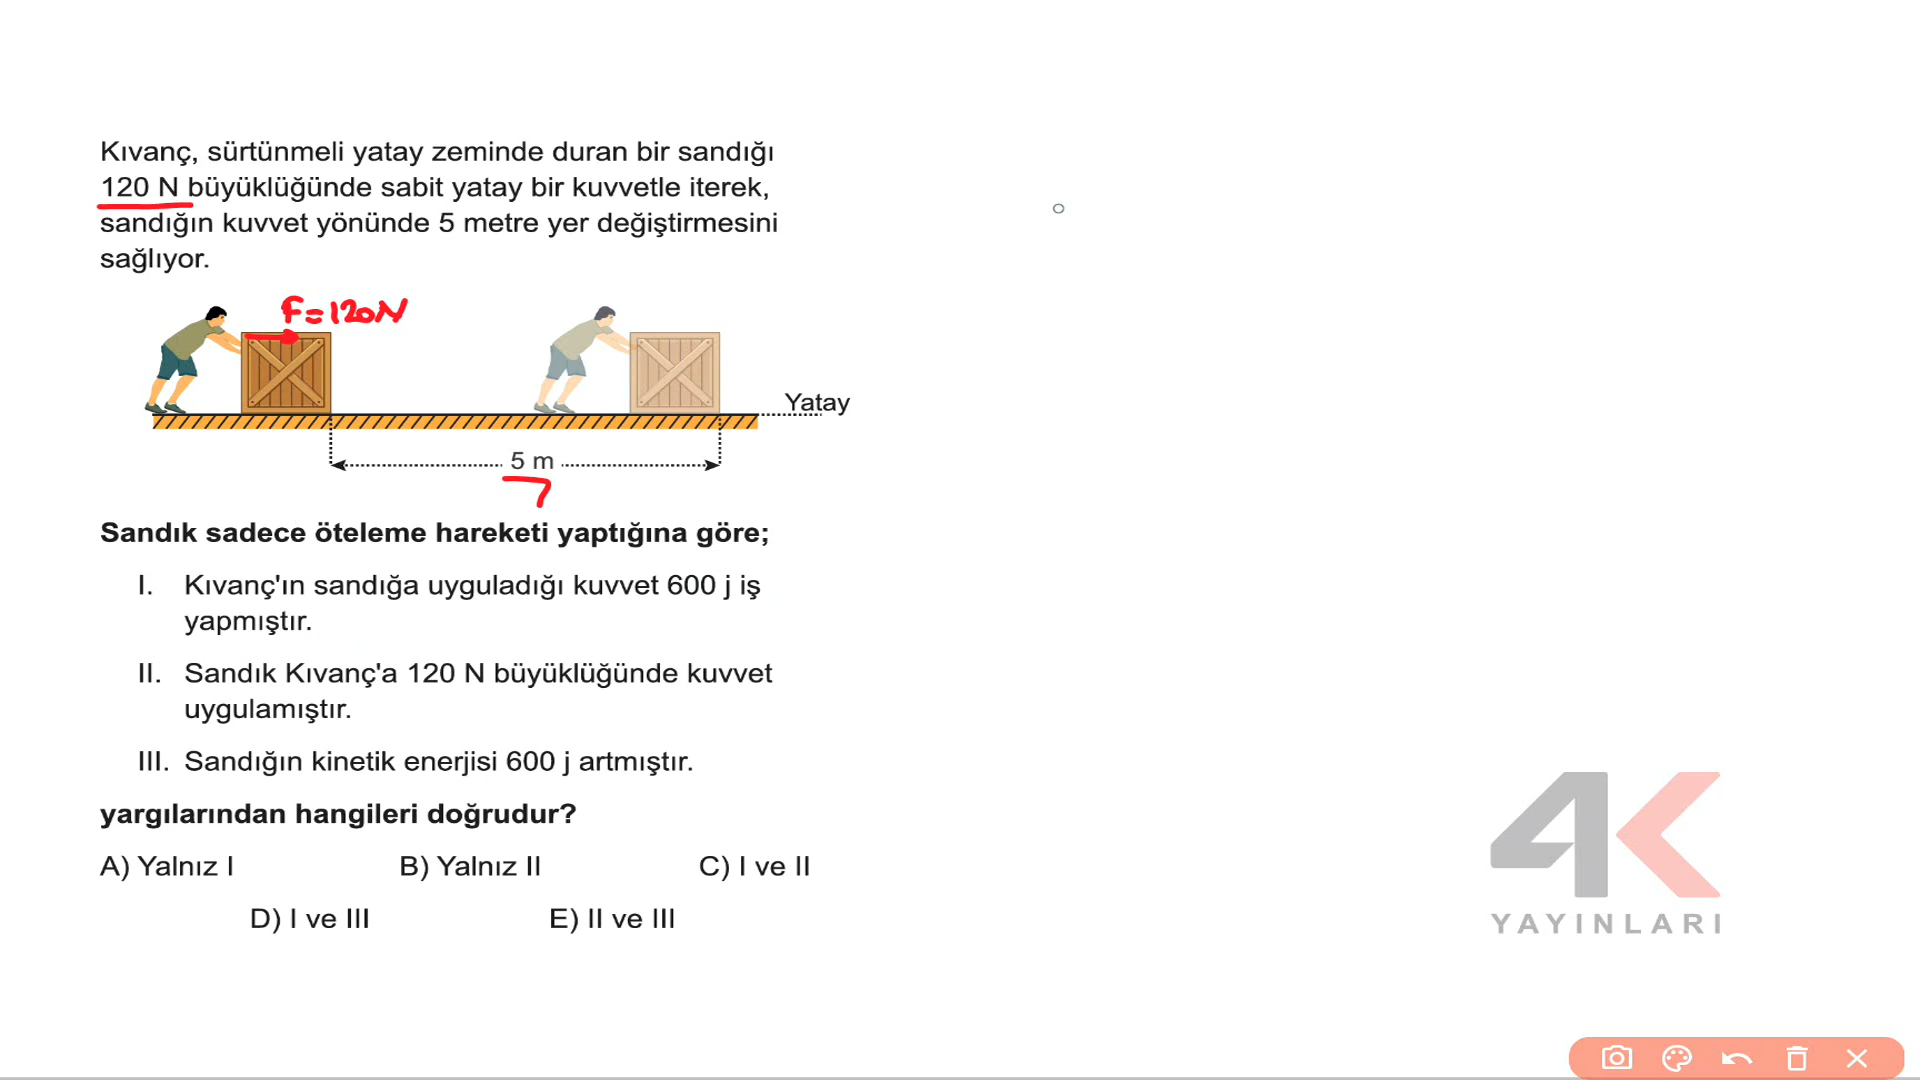 Kıvanç, sürtünmeli yatay zeminde duran bir sandığı
120 N büyüklüğünde sabit yatay bir kuvvetle iterek,
sandığın kuvvet yönünde 5 metre yer değiştirmesini
sağlıyor.
F=120N
Yatay
5 m
Sandık sadece öteleme hareketi yaptığına göre;
I. Kıvanç'ın sandığa uyguladığı kuvvet 600 j iş
yapmıştır.
II. Sandık Kıvanç'a 120 N büyüklüğünde kuvvet
uygulamıştır.
III. Sandığın kinetik enerjisi 600 j artmıştır.
yargılarından hangileri doğrudur?
A) Yalnız I B) Yalnız II C) I ve II
D) I ve III E) II ve III
4K
YAYINLARI